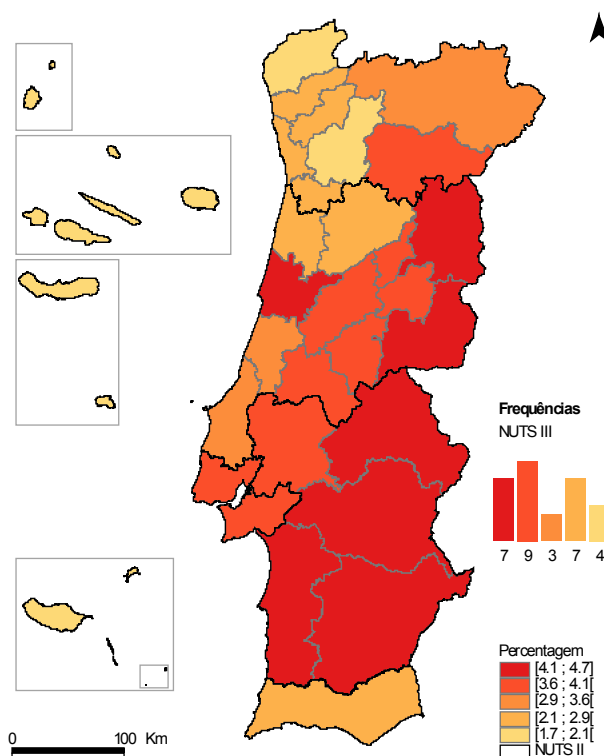 Frequências
NUTS III
7 9 3 7 4
Percentagem
[4.1 ; 4.7]
[3.6 ; 4.1[
[2.9 ; 3.6[
[2.1 ; 2.9[
[1.7 ; 2.1[
NUTS II
0 100 Km